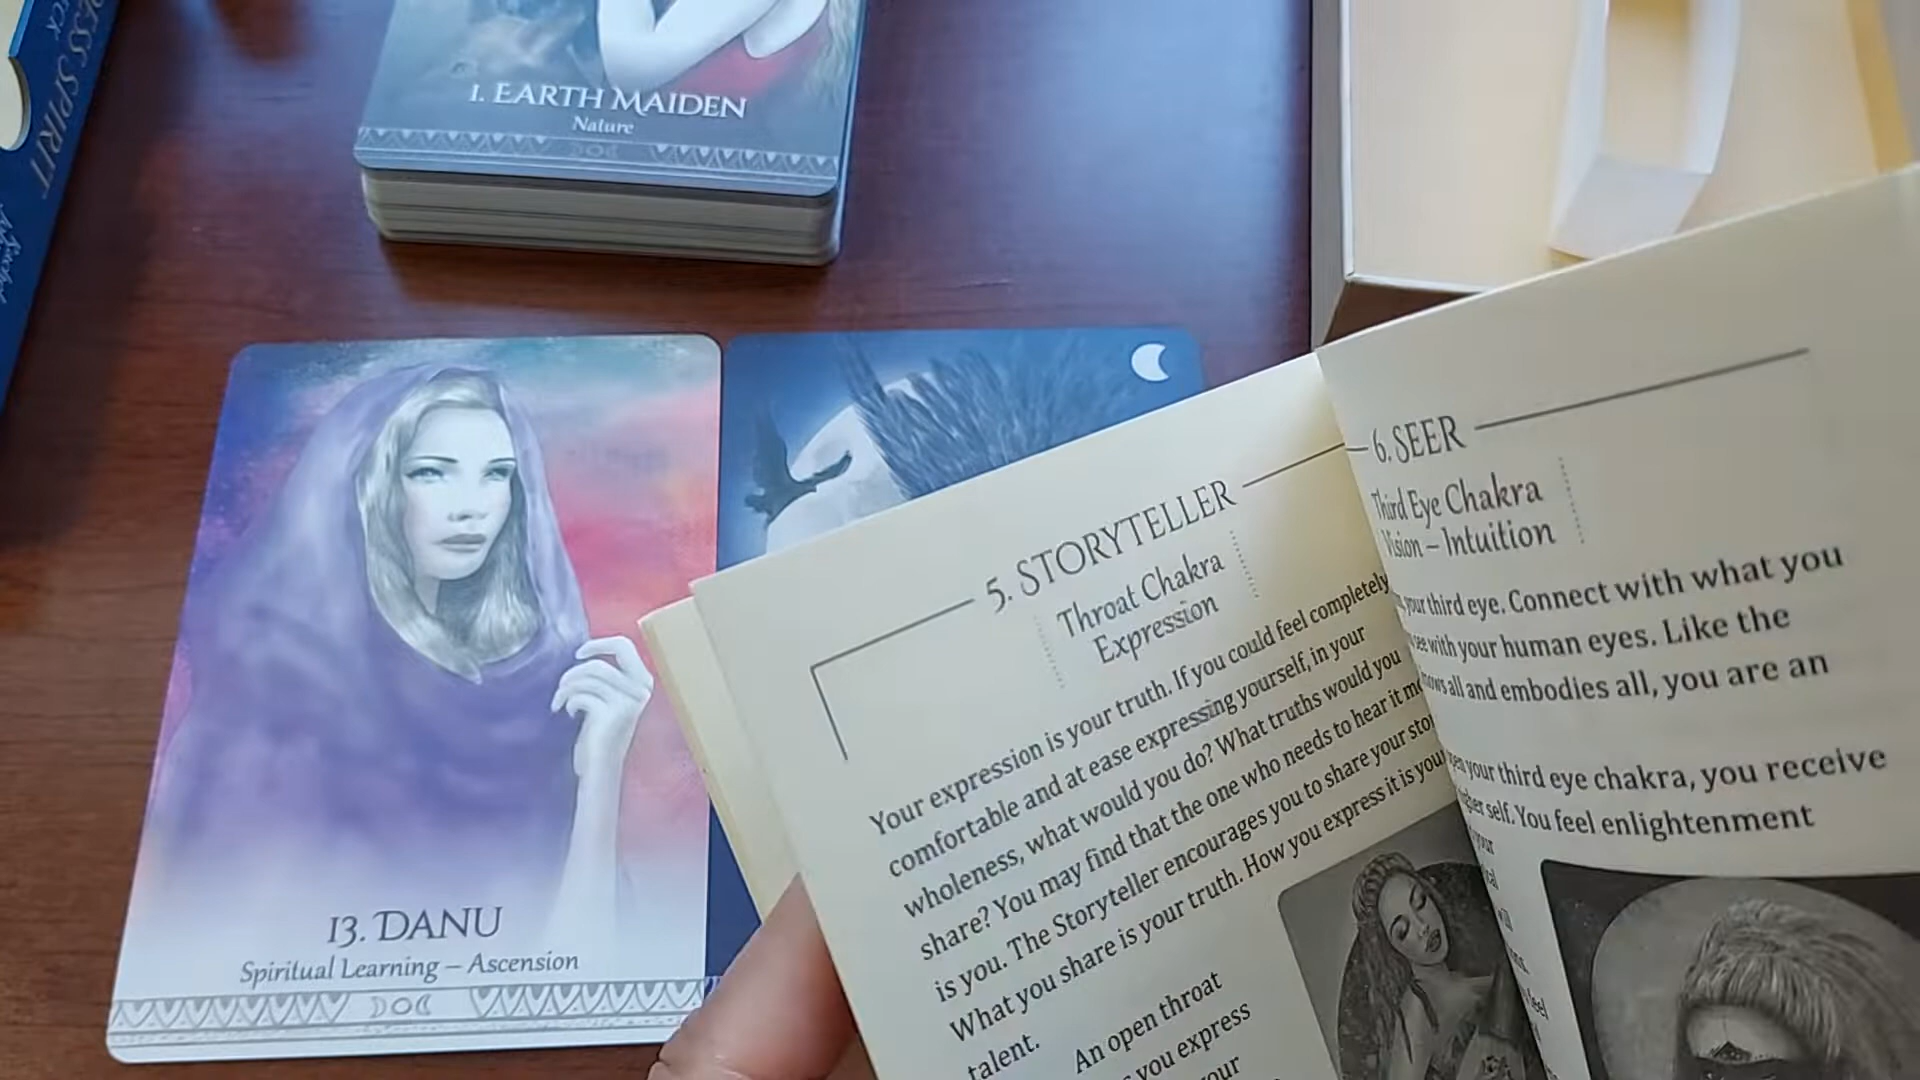 1. EARTH MAIDEN
Nature
13. DANU
Spiritual Learning – Ascension
5. STORYTELLER
Throat Chakra
Expression
Your expression is your truth. If you could feel completely
comfortable and at ease expressing yourself, in your
wholeness, what would you do? What truths would you
share? You may find that the one who needs to hear it
is you. The Storyteller encourages you to share your
What you share is your truth. How you express it is
talent.
An open throat
you express
6. SEER
Third Eye Chakra
Vision – Intuition
your third eye. Connect with what you
see with your human eyes. Like the
all and embodies all, you are an
your third eye chakra, you receive
self. You feel enlightenment
SPIRIT